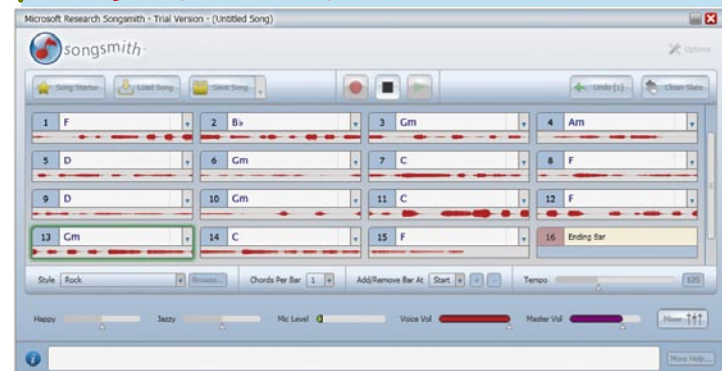 Microsoft Research Songsmith - Trial Version - (Untitled Song)
songsmith
Options
Song Starter Load Song Save Song Undo (1) Clean Slate
1 F 2 B♭ 3 Gm 4 Am
5 D 6 Gm 7 C 8 F
9 D 10 Gm 11 C 12 F
13 Gm 14 C 15 F 16 Ending Bar
Style Rock Browse... Chords Per Bar 1 Add/Remove Bar At Start + - Tempo
Happy Jazzy Mic Level Voice Vol Master Vol Mixer
More Help...